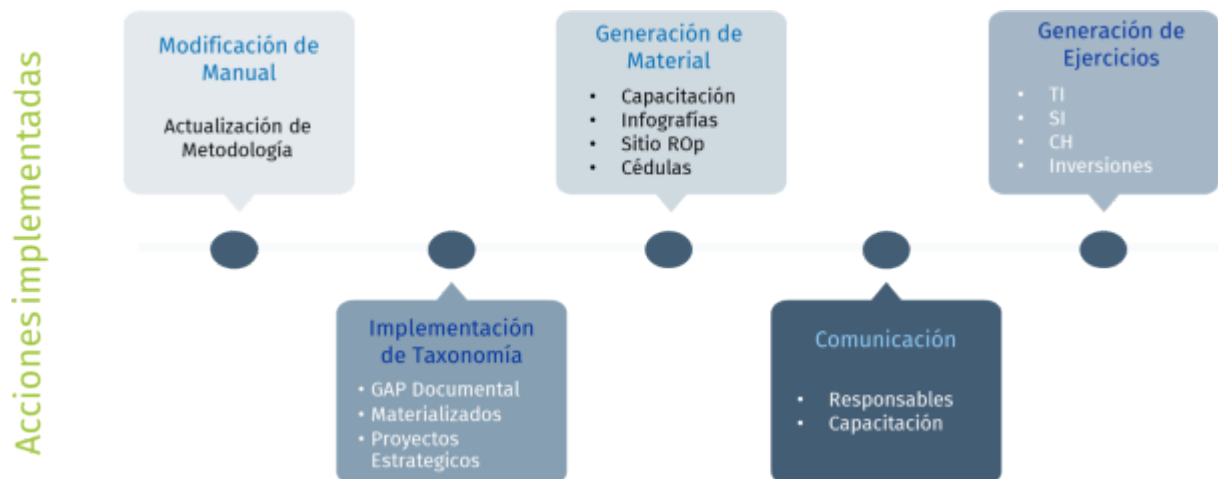 Acciones implementadas
Modificación de
Manual
Actualización de
Metodología
Implementación
de Taxonomía
• GAP Documental
• Materializados
• Proyectos
Estrategicos
Generación de
Material
• Capacitación
• Infografías
• Sitio ROp
• Cédulas
Comunicación
• Responsables
• Capacitación
Generación de
Ejercicios
• TI
• SI
• CH
• Inversiones